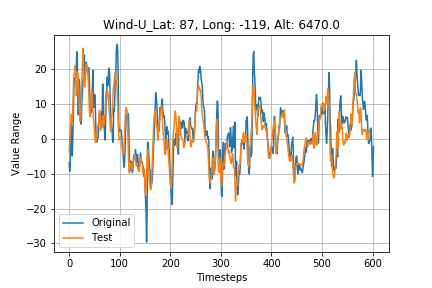 Wind-U_Lat: 87, Long: -119, Alt: 6470.0
Value Range
20
10
0
−10
−20
−30
Original
Test
0 100 200 300 400 500 600
Timesteps